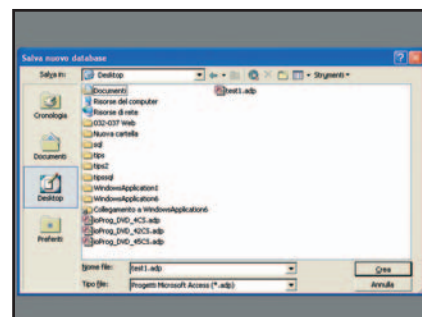 Salva nuovo database
Salva in:
Desktop
Strumenti
Cronologia
Documenti
Desktop
Preferiti
Documenti
Risorse del computer
Risorse di rete
032-037 Web
Nuova cartella
sql
tips
tips2
tipssql
WindowsApplication1
WindowsApplication6
Collegamento a WindowsApplication6
ioProg_DVD_4CS.adp
ioProg_DVD_42CS.adp
ioProg_DVD_45CS.adp
test1.adp
Nome file:
test1.adp
Crea
Tipo file:
Progetti Microsoft Access (*.adp)
Annulla